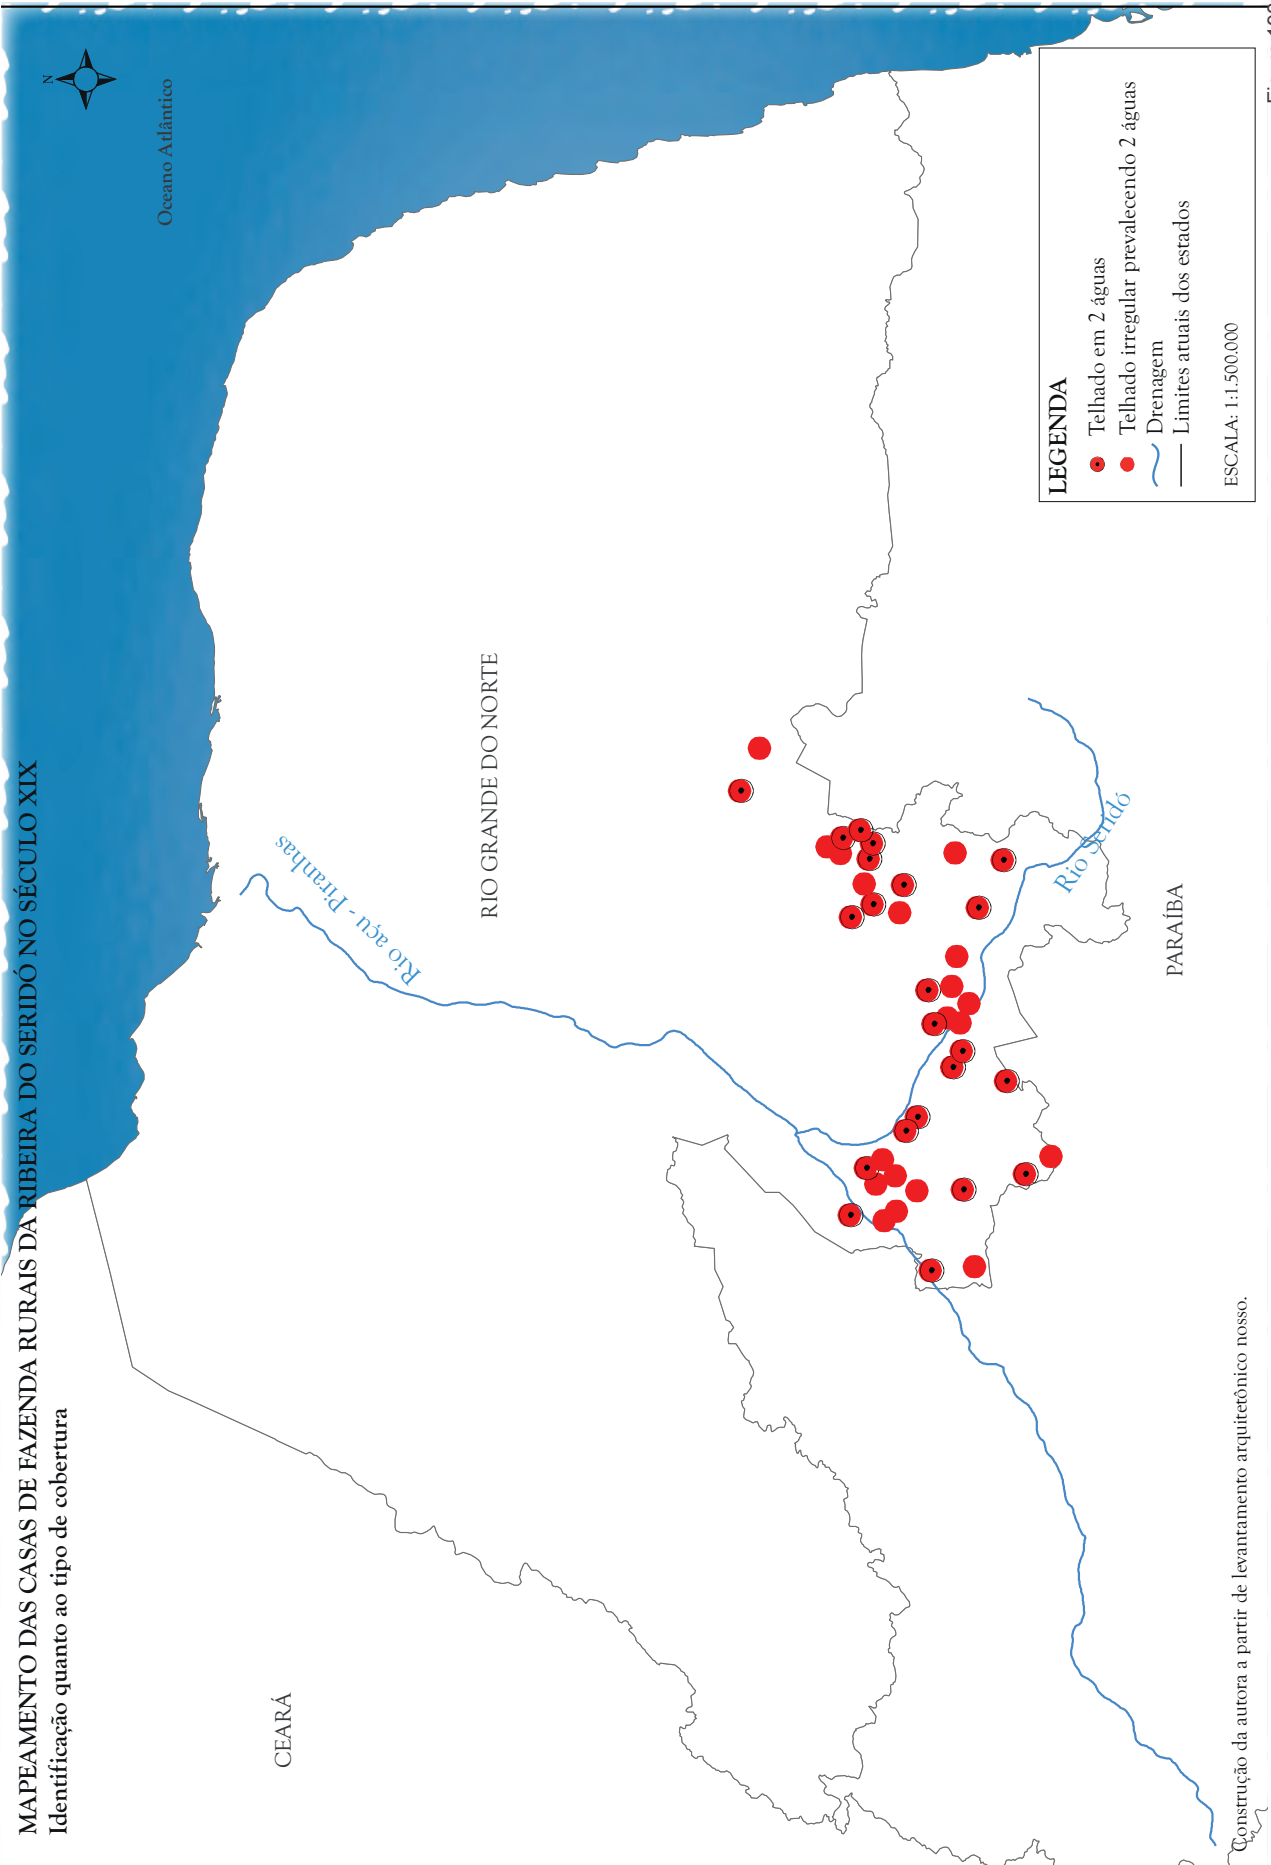 MAPEAMENTO DAS CASAS DE FAZENDA RURAIS DA RIBEIRA DO SERIDÓ NO SÉCULO XIX
Identificação quanto ao tipo de cobertura
N
Oceano Atlântico
CEARÁ
Rio açu - Piranhas
RIO GRANDE DO NORTE
Rio Seridó
PARAÍBA
LEGENDA
Telhado em 2 águas
Telhado irregular prevalecendo 2 águas
Drenagem
Limites atuais dos estados
ESCALA: 1:1.500.000
Construção da autora a partir de levantamento arquitetônico nosso.